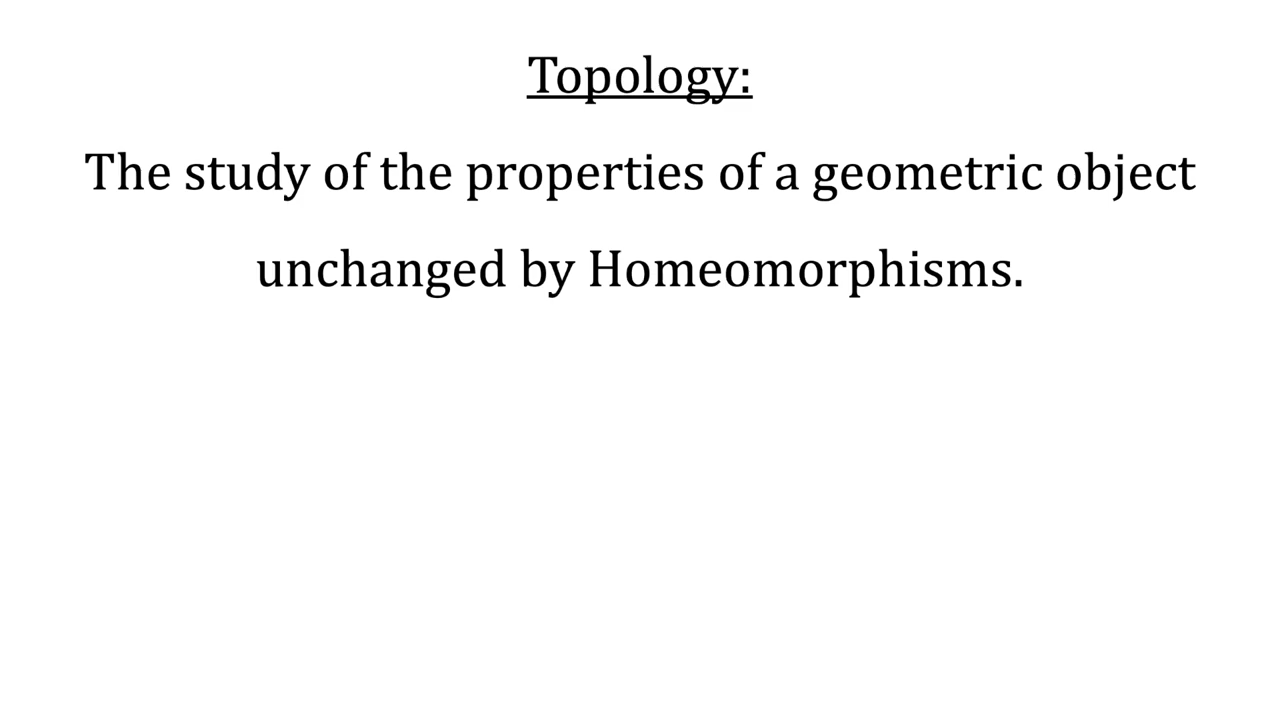 Topology:
The study of the properties of a geometric object
unchanged by Homeomorphisms.